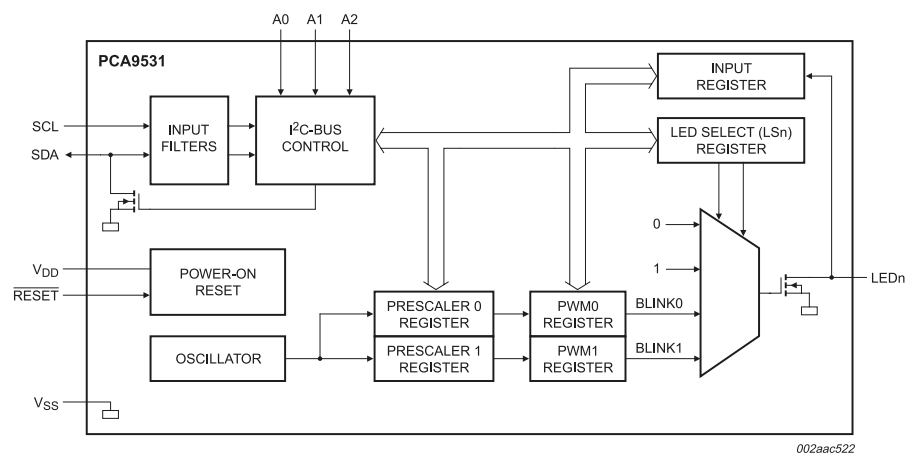 A0 A1 A2
PCA9531
INPUT
REGISTER
SCL
SDA
INPUT
FILTERS
I²C-BUS
CONTROL
LED SELECT (LSn)
REGISTER
0
1
VDD
RESET
POWER-ON
RESET
LEDn
PRESCALER 0
REGISTER
PWM0
REGISTER
BLINK0
OSCILLATOR
PRESCALER 1
REGISTER
PWM1
REGISTER
BLINK1
VSS
002aac522